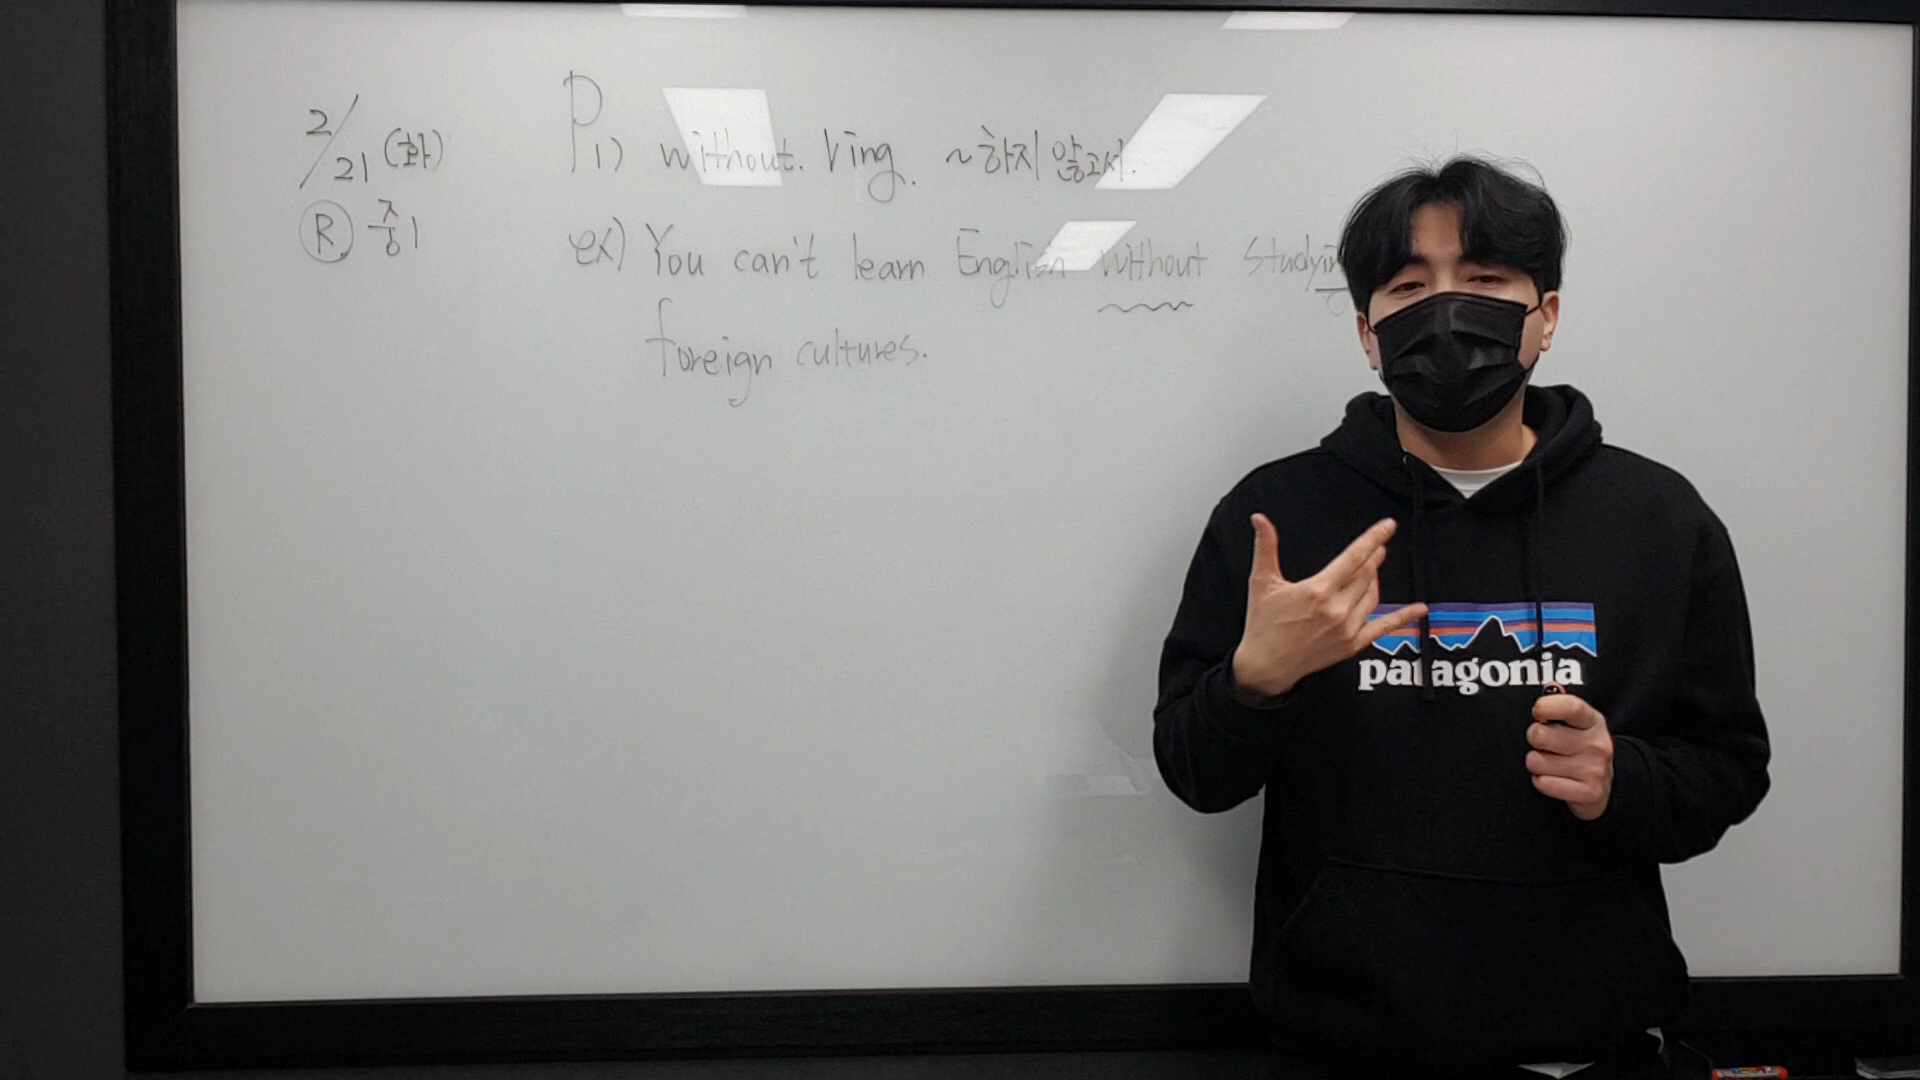 2/21 (화)
Ⓡ 중1
P1) without. Ving. ~하지 않고서.
ex) You can't learn English without studyin
foreign cultures.
patagonia